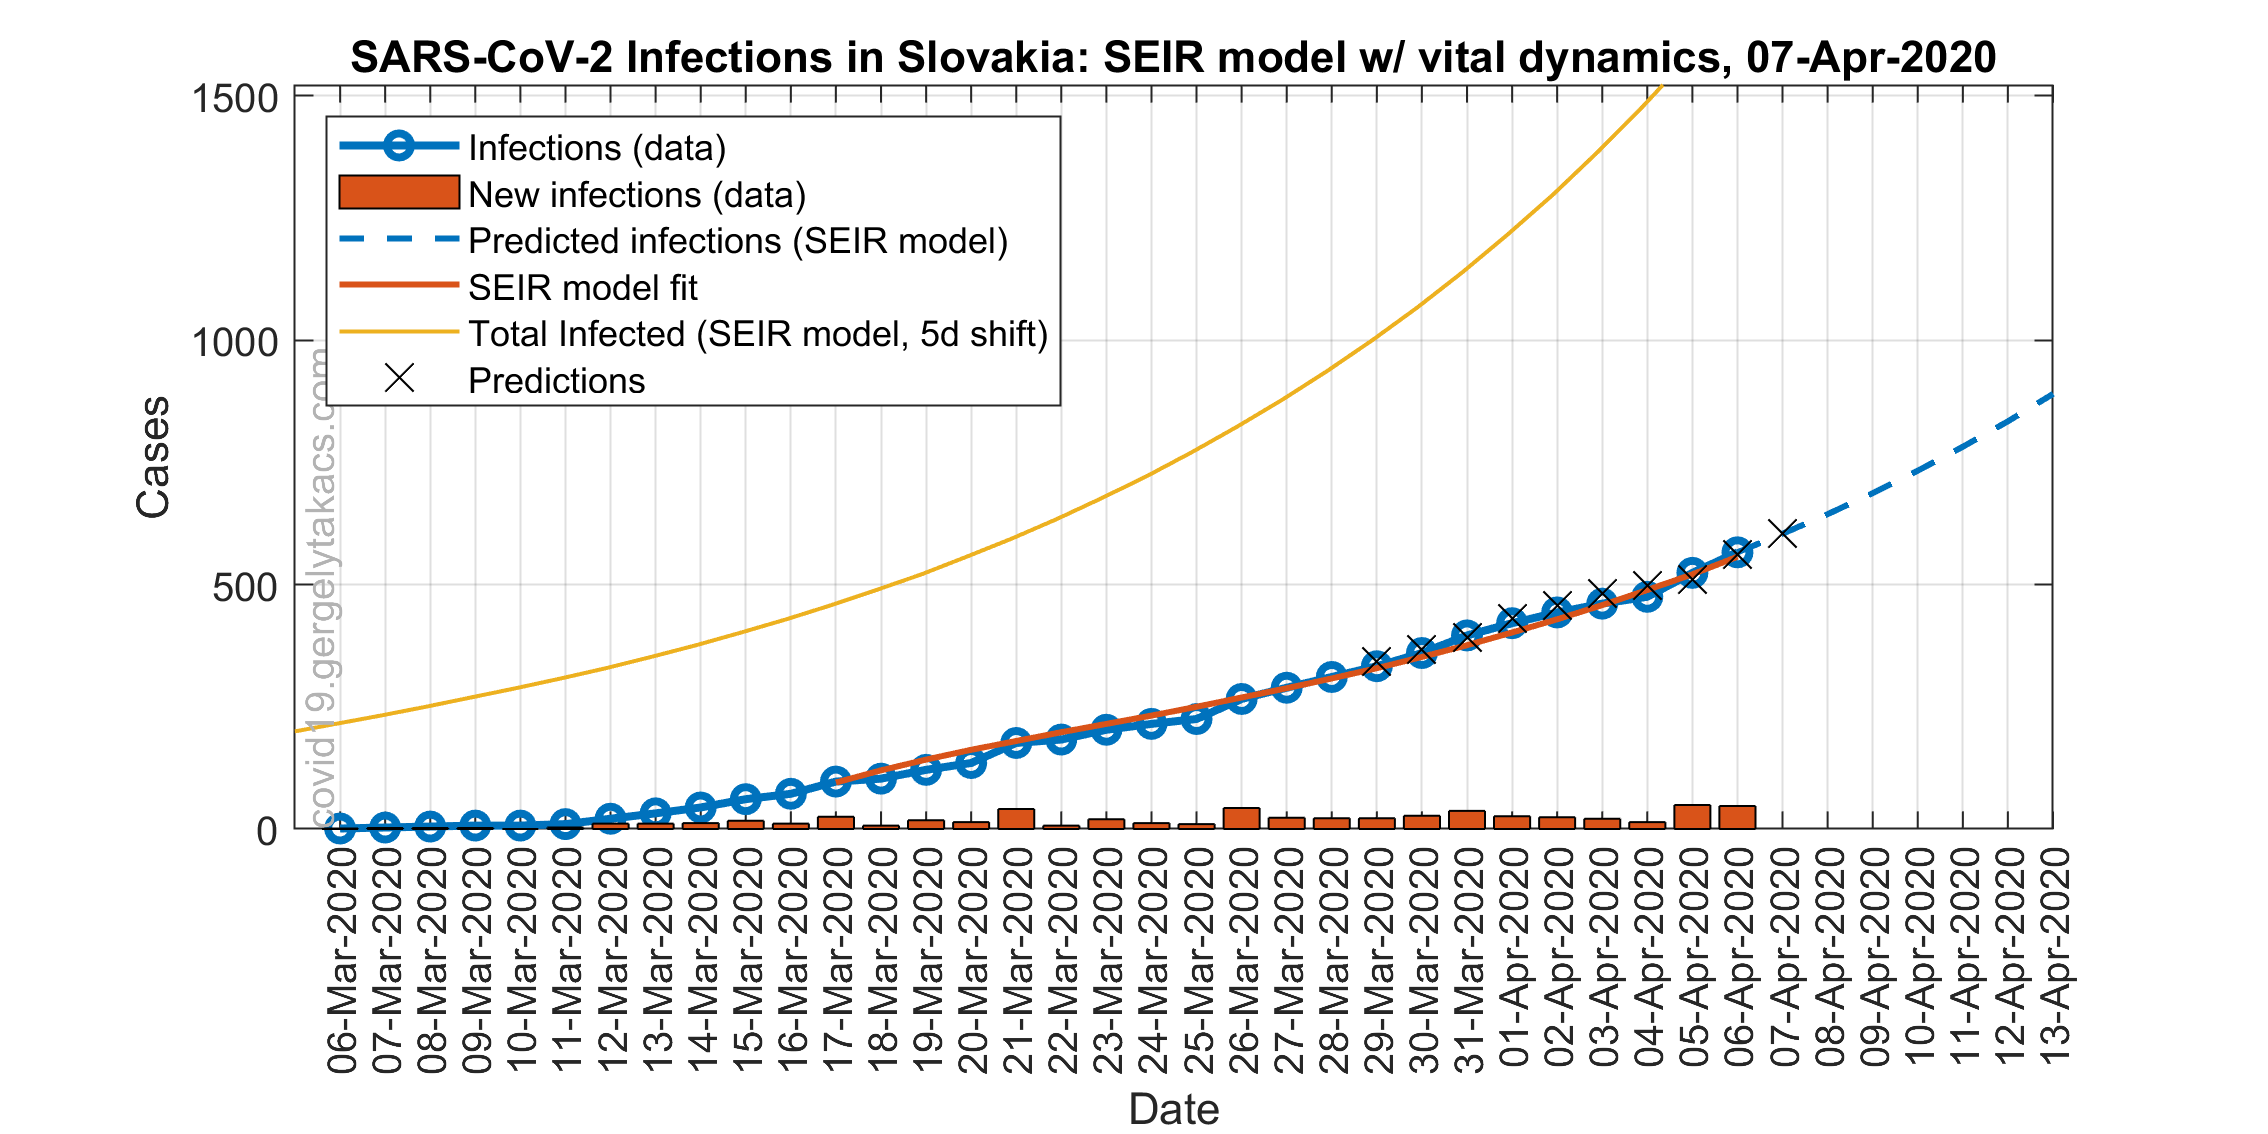 SARS-CoV-2 Infections in Slovakia: SEIR model w/ vital dynamics, 07-Apr-2020
1500
1000
500
0
Cases
covid19.gergelytakacs.com
Infections (data)
New infections (data)
Predicted infections (SEIR model)
SEIR model fit
Total Infected (SEIR model, 5d shift)
Predictions
06-Mar-2020
07-Mar-2020
08-Mar-2020
09-Mar-2020
10-Mar-2020
11-Mar-2020
12-Mar-2020
13-Mar-2020
14-Mar-2020
15-Mar-2020
16-Mar-2020
17-Mar-2020
18-Mar-2020
19-Mar-2020
20-Mar-2020
21-Mar-2020
22-Mar-2020
23-Mar-2020
24-Mar-2020
25-Mar-2020
26-Mar-2020
27-Mar-2020
28-Mar-2020
29-Mar-2020
30-Mar-2020
31-Mar-2020
01-Apr-2020
02-Apr-2020
03-Apr-2020
04-Apr-2020
05-Apr-2020
06-Apr-2020
07-Apr-2020
08-Apr-2020
09-Apr-2020
10-Apr-2020
11-Apr-2020
12-Apr-2020
13-Apr-2020
Date